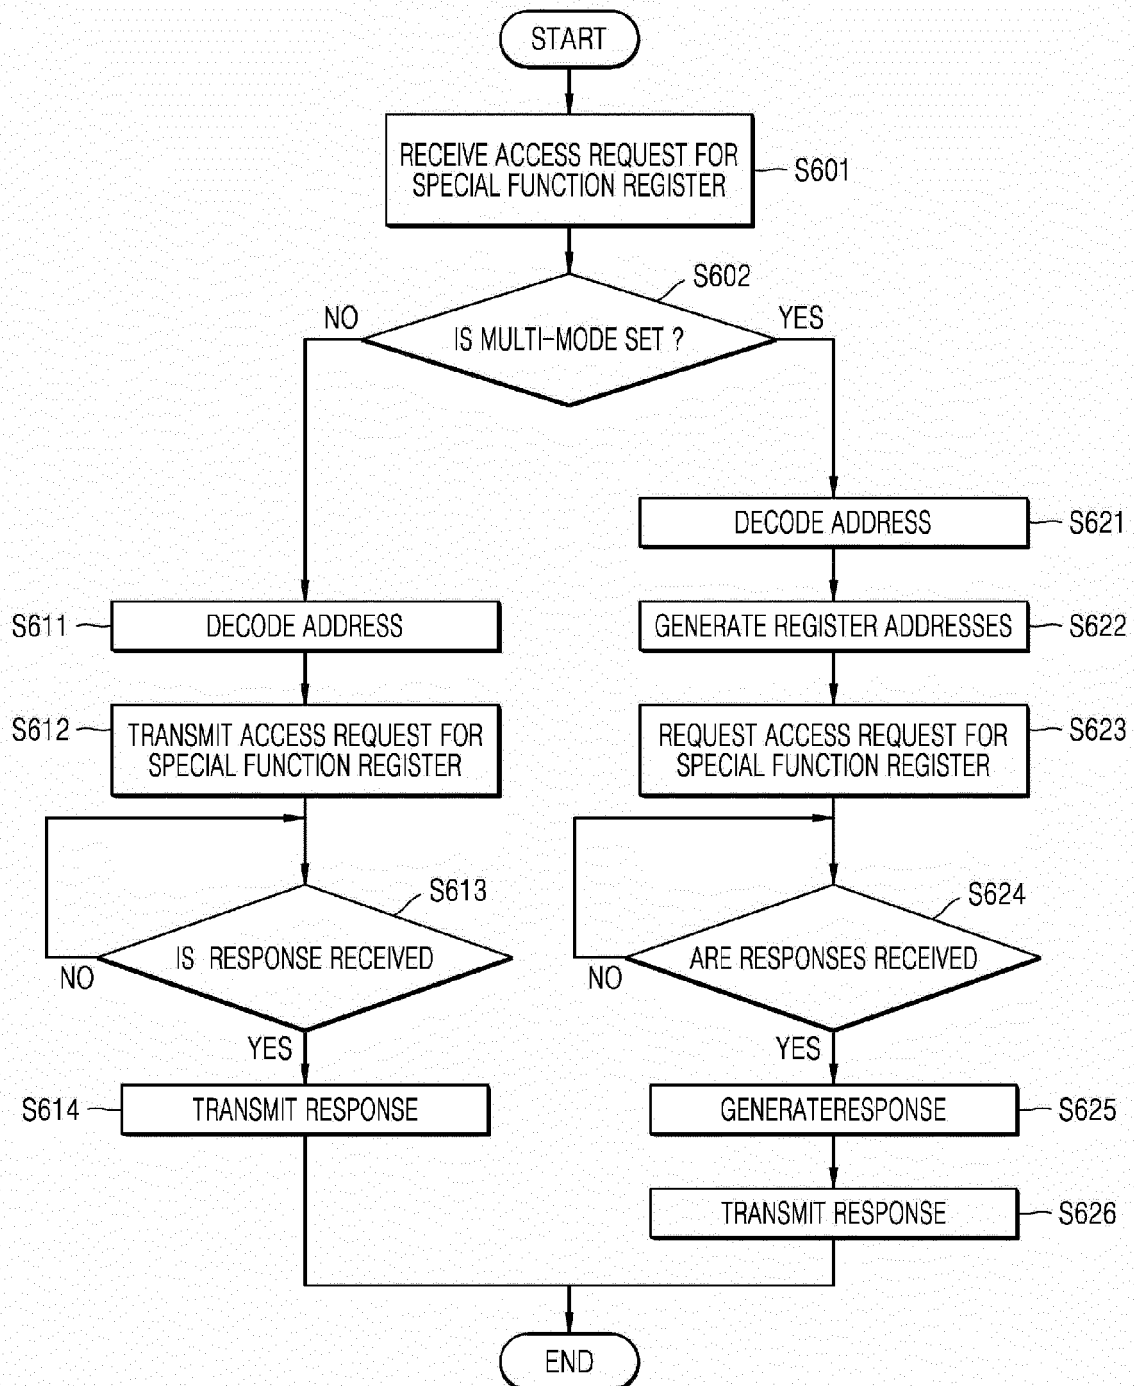 START
RECEIVE ACCESS REQUEST FOR
SPECIAL FUNCTION REGISTER
S601
S602
IS MULTI-MODE SET ?
NO
YES
DECODE ADDRESS
S621
S611
DECODE ADDRESS
GENERATE REGISTER ADDRESSES
S622
S612
TRANSMIT ACCESS REQUEST FOR
SPECIAL FUNCTION REGISTER
REQUEST ACCESS REQUEST FOR
SPECIAL FUNCTION REGISTER
S623
S613
IS RESPONSE RECEIVED
NO
YES
S624
ARE RESPONSES RECEIVED
NO
YES
S614
TRANSMIT RESPONSE
GENERATERESPONSE
S625
TRANSMIT RESPONSE
S626
END